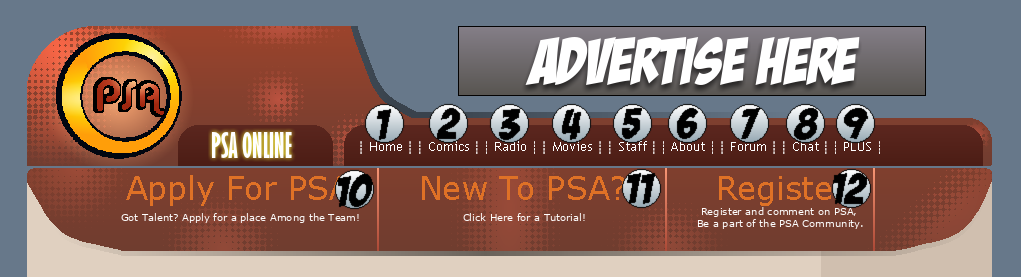 ADVERTISE HERE
PSA
PSA ONLINE
1 2 3 4 5 6 7 8 9
Home Comics Radio Movies Staff About Forum Chat PLUS
Apply For PSA 10 New To PSA? 11 Register 12
Got Talent? Apply for a place Among the Team!
Click Here for a Tutorial!
Register and comment on PSA,
Be a part of the PSA Community.